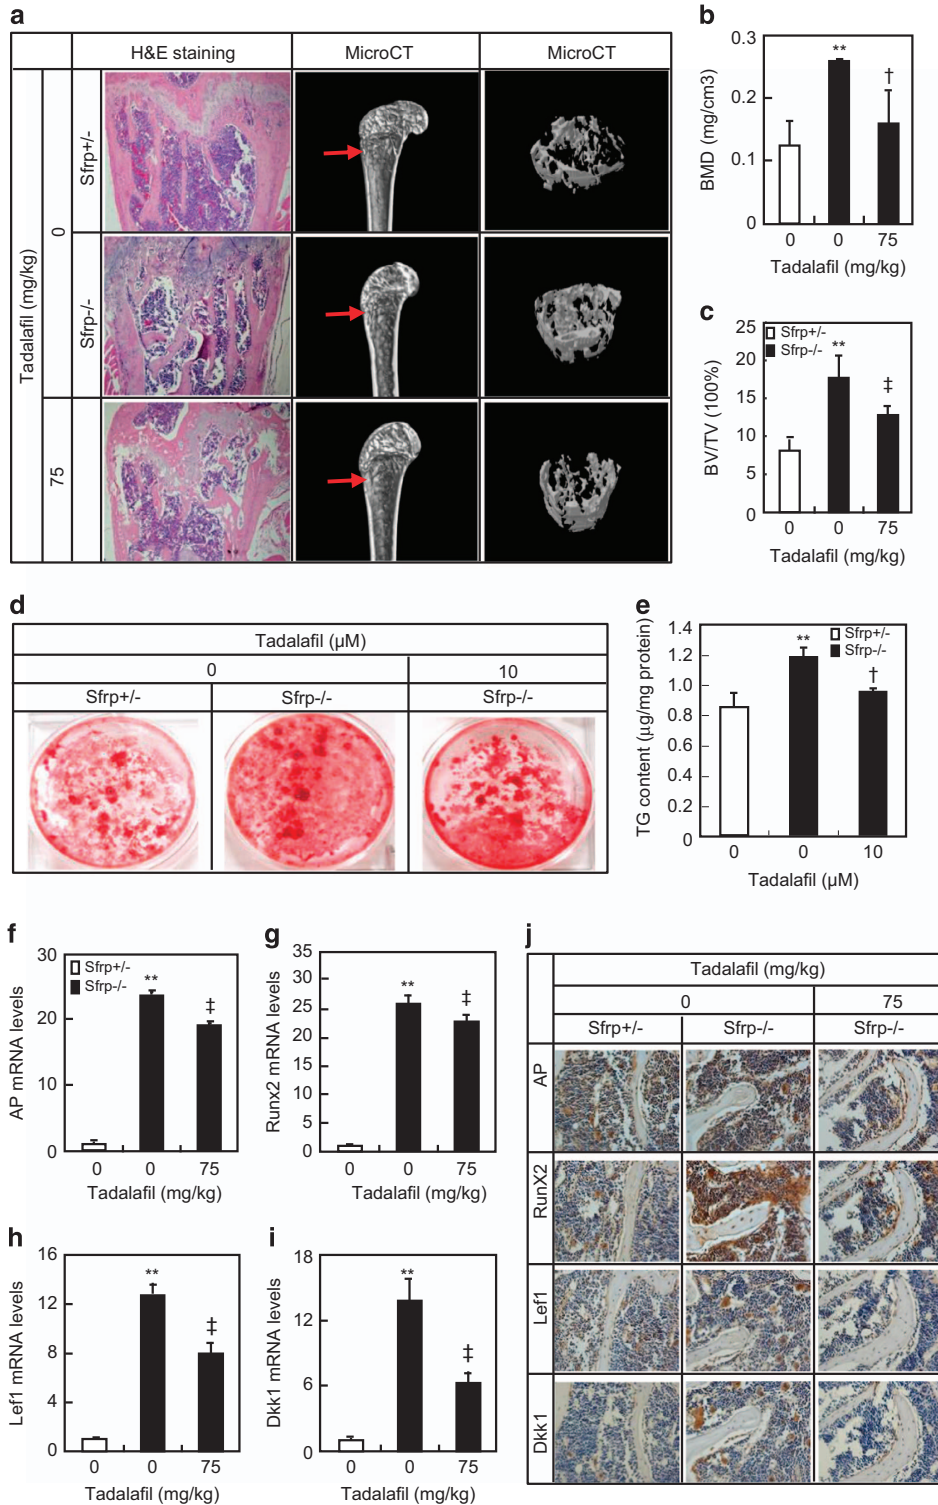 a
H&E staining MicroCT MicroCT
Tadalafil (mg/kg)
0
Sfrp+/-
Sfrp-/-
75
b
BMD (mg/cm3)
0.3
0.2
0.1
0
** †
0 0 75
Tadalafil (mg/kg)
c
BV/TV (100%)
25
20
15
10
5
0
Sfrp+/-
Sfrp-/-
** ‡
0 0 75
Tadalafil (mg/kg)
d
Tadalafil (μM)
0 10
Sfrp+/- Sfrp-/- Sfrp-/-
e
TG content (μg/mg protein)
1.4
1.2
1.0
0.8
0.6
0.4
0.2
0
Sfrp+/-
Sfrp-/-
** †
0 0 10
Tadalafil (μM)
f
AP mRNA levels
30
20
10
0
Sfrp+/-
Sfrp-/-
** ‡
0 0 75
Tadalafil (mg/kg)
g
Runx2 mRNA levels
35
30
25
20
15
10
5
0
** ‡
0 0 75
Tadalafil (mg/kg)
h
Lef1 mRNA levels
16
12
8
4
0
** ‡
0 0 75
Tadalafil (mg/kg)
i
Dkk1 mRNA levels
18
12
6
0
** ‡
0 0 75
Tadalafil (mg/kg)
j
Tadalafil (mg/kg)
0 75
Sfrp+/- Sfrp-/- Sfrp-/-
AP
RunX2
Lef1
Dkk1